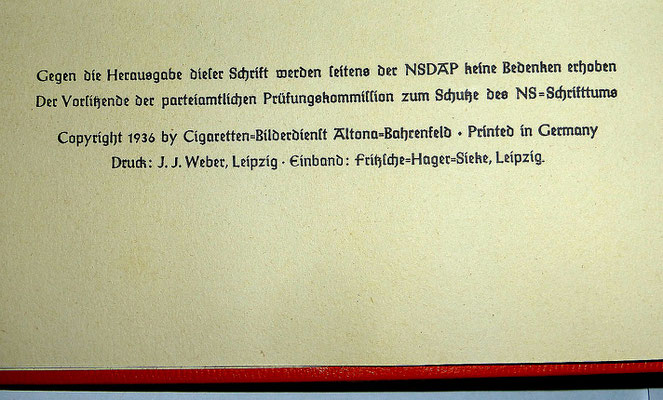 Gegen die Herausgabe dieser Schrift werden seitens der NSDAP keine Bedenken erhoben
Der Vorsitzende der parteiamtlichen Prüfungskommission zum Schutze des NS=Schrifttums
Copyright 1936 by Cigaretten=Bilderdienst Altona=Bahrenfeld • Printed in Germany
Druck: J. J. Weber, Leipzig · Einband: Fritzsche=Hager=Sieke, Leipzig.